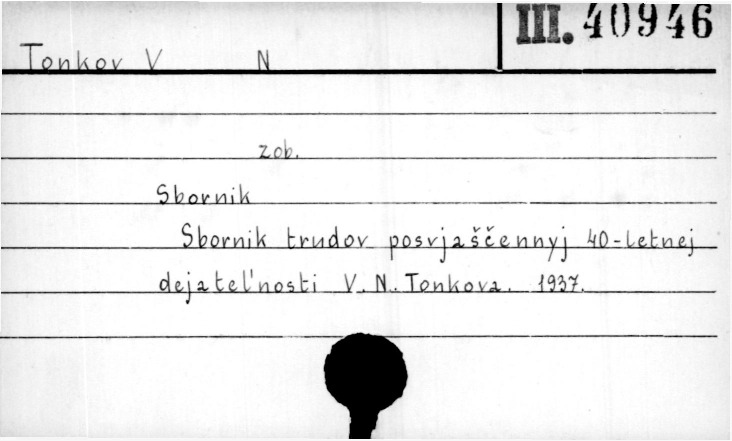 III. 40946
Tonkov V N
zob.
Sbornik
Sbornik trudov posvjaščennyj 40-letnej
dejatel'nosti V. N. Tonkova. 1937.